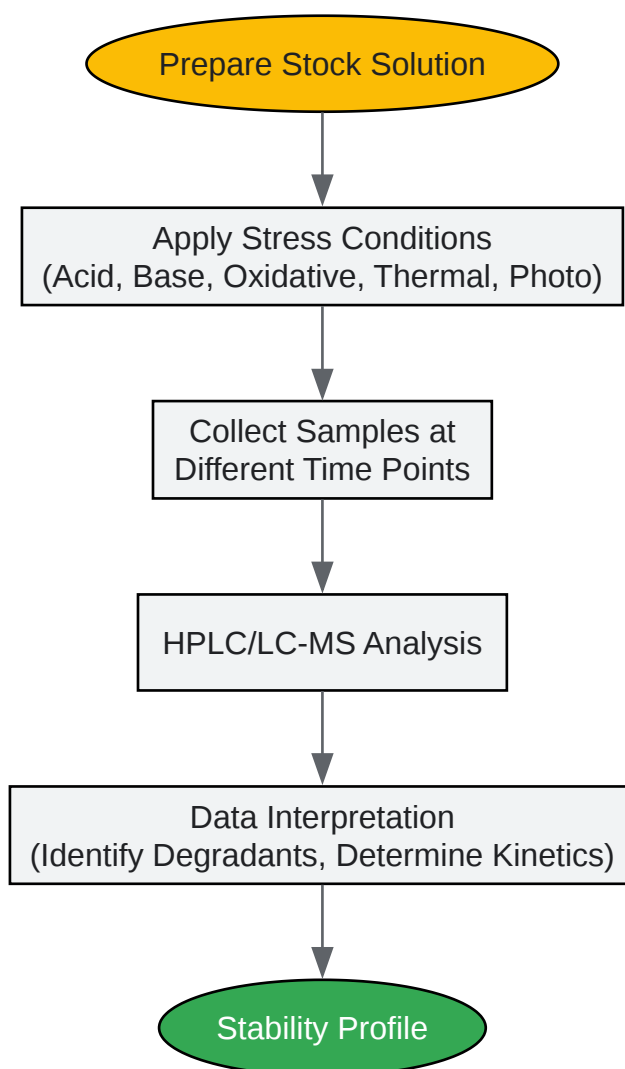 Prepare Stock Solution
Apply Stress Conditions
(Acid, Base, Oxidative, Thermal, Photo)
Collect Samples at
Different Time Points
HPLC/LC-MS Analysis
Data Interpretation
(Identify Degradants, Determine Kinetics)
Stability Profile